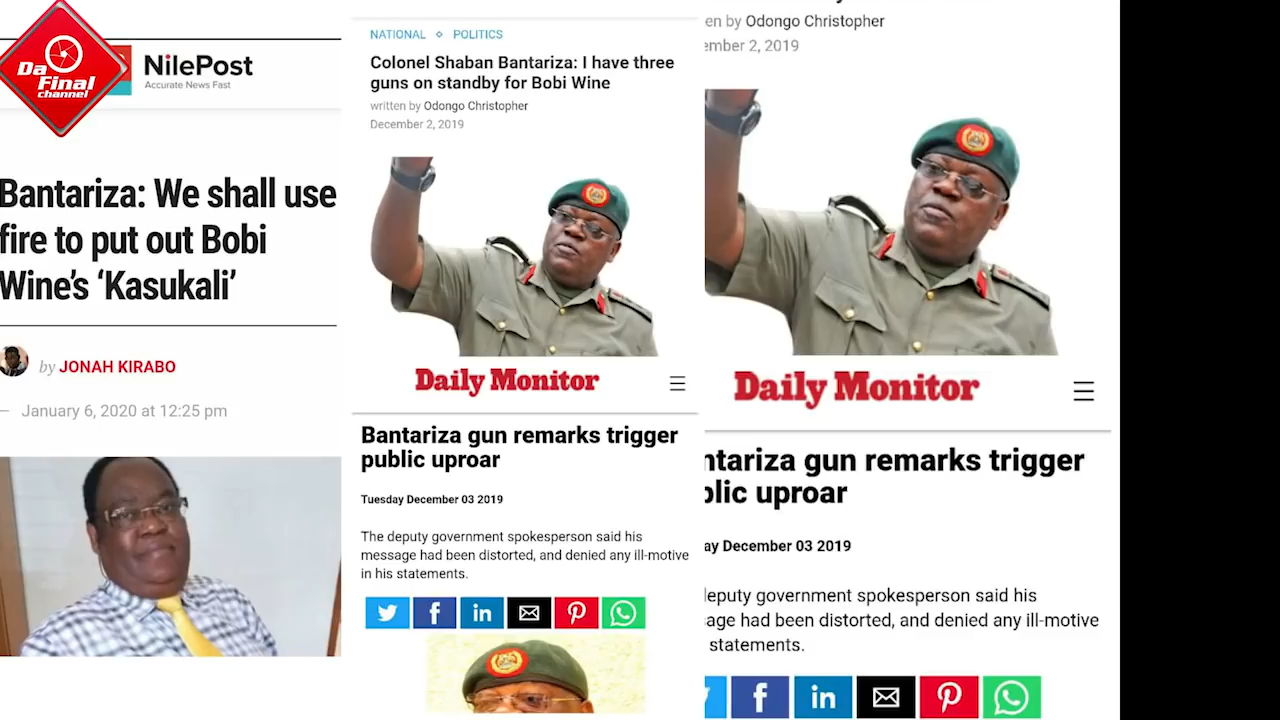 Da
Final
channel
NilePost
Accurate News Fast
Bantariza: We shall use
fire to put out Bobi
Wine's 'Kasukali'
by JONAH KIRABO
— January 6, 2020 at 12:25 pm
NATIONAL ◇ POLITICS
Colonel Shaban Bantariza: I have three
guns on standby for Bobi Wine
written by Odongo Christopher
December 2, 2019
Daily Monitor
Bantariza gun remarks trigger
public uproar
Tuesday December 03 2019
The deputy government spokesperson said his
message had been distorted, and denied any ill-motive
in his statements.
en by Odongo Christopher
ember 2, 2019
Daily Monitor
ntariza gun remarks trigger
blic uproar
ay December 03 2019
deputy government spokesperson said his
sage had been distorted, and denied any ill-motive
statements.